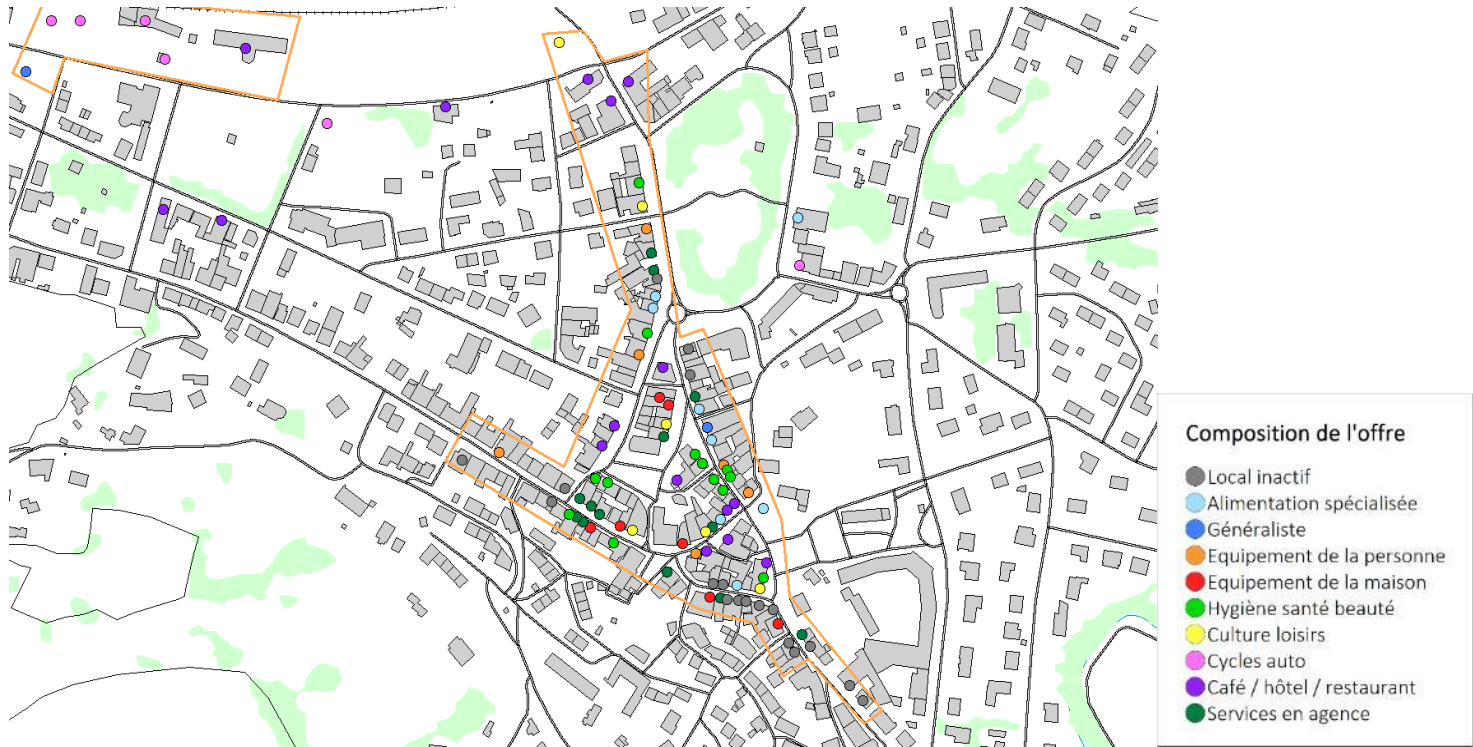 Composition de l'offre
Local inactif
Alimentation spécialisée
Généraliste
Equipement de la personne
Equipement de la maison
Hygiène santé beauté
Culture loisirs
Cycles auto
Café / hôtel / restaurant
Services en agence